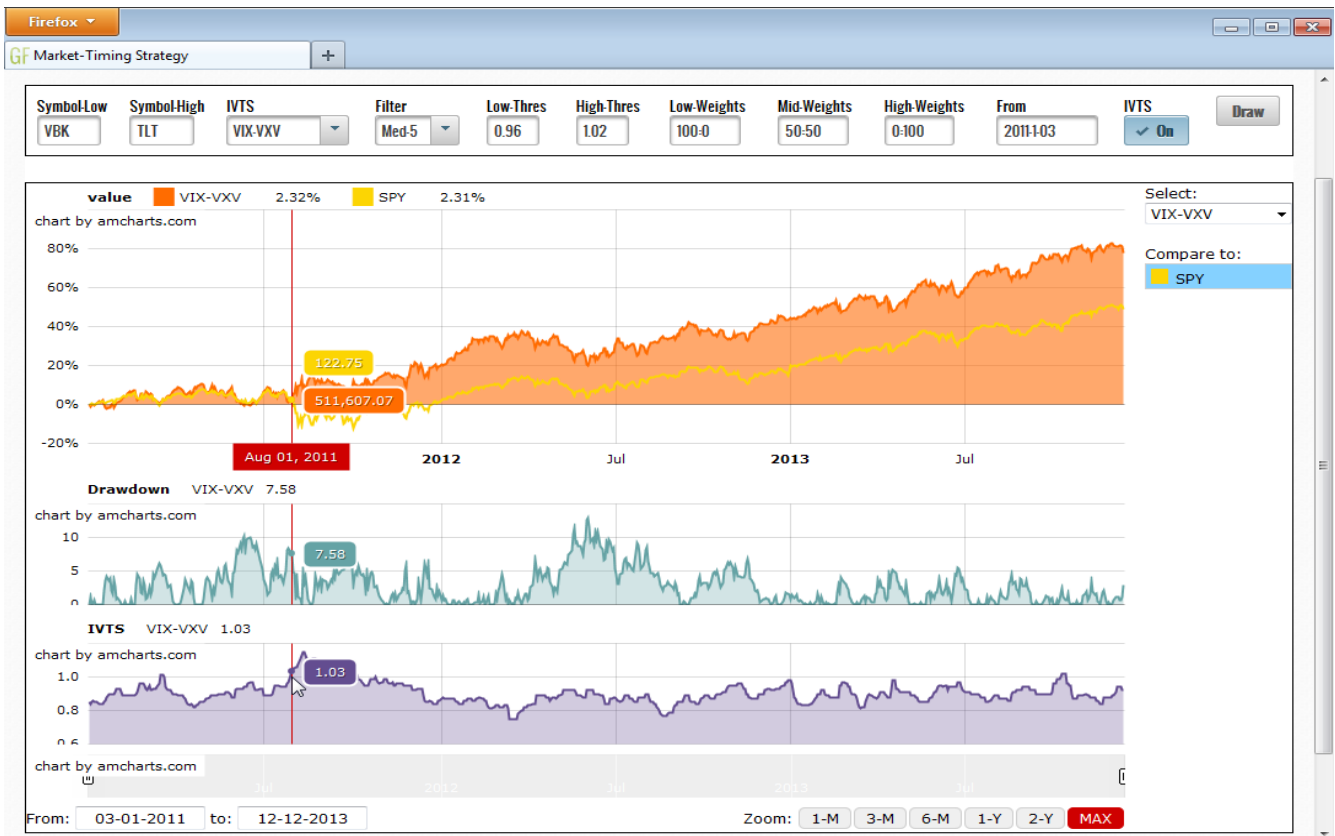 Firefox
GF Market-Timing Strategy +
Symbol-Low Symbol-High IVTS Filter Low-Thres High-Thres Low-Weights Mid-Weights High-Weights From IVTS
VBK TLT VIX-VXV Med-5 0.96 1.02 100:0 50:50 0:100 2011-1-03 On Draw
value VIX-VXV 2.32% SPY 2.31%
Select:
VIX-VXV
Compare to:
SPY
chart by amcharts.com
80%
60%
40%
20%
0%
-20%
122.75
511,607.07
Aug 01, 2011 2012 Jul 2013 Jul
Drawdown VIX-VXV 7.58
chart by amcharts.com
10
5
0
7.58
IVTS VIX-VXV 1.03
chart by amcharts.com
1.0
0.8
0.6
1.03
chart by amcharts.com
Jul 2012 Jul 2013 Jul
From: 03-01-2011 to: 12-12-2013 Zoom: 1-M 3-M 6-M 1-Y 2-Y MAX